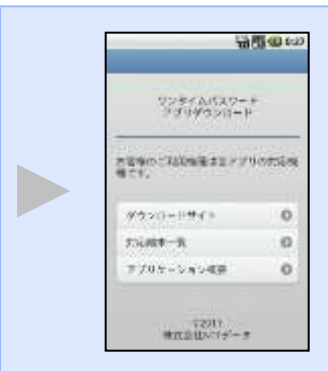 ワンタイムパスワード
アプリダウンロード
お客様のご利用機種は本アプリの対応機
種です。
ダウンロードサイト
対応端末一覧
アプリケーション概要
©2011
株式会社NTTデータ